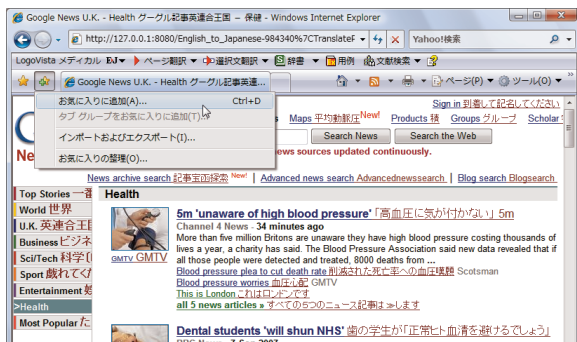 Google News U.K. - Health グーグル記事英連合王国 – 保健 - Windows Internet Explorer
http://127.0.0.1:8080/English_to_Japanese-984340%7CTranslateF
Yahoo!検索
LogoVista メディカル EJ ページ翻訳 選択文翻訳 辞書 用例 文献検索
Google News U.K. - Health グーグル記事英連...
ページ(P) ツール(O)
お気に入りに追加(A)... Ctrl+D
タブ グループをお気に入りに追加(T)...
インポートおよびエクスポート(I)...
お気に入りの整理(O)...
Sign in 到着して記名してください
Maps 平均動脈圧 New! Products 積 Groups グループ Scholar
Search News Search the Web
news sources updated continuously.
News archive search 記事宝函探索 New! | Advanced news search Advancednewssearch | Blog search Blogsearch
Top Stories 一番
World 世界
U.K. 英連合王国
Business ビジネ
Sci/Tech 科学
Sport 戯れてくだ
Entertainment
>Health
Most Popular た
Health
5m 'unaware of high blood pressure' 「高血圧に気が付かない」 5m
Channel 4 News - 34 minutes ago
More than five million Britons are unaware they have high blood pressure costing thousands of
lives a year, a charity has said. The Blood Pressure Association said new data revealed that if
all those people were detected and treated, 8000 deaths from ...
GMTV GMTV
Blood pressure plea to cut death rate 削減された死亡率への血圧嘆願 Scotsman
Blood pressure worries 血圧心配 GMTV
This is London これはロンドンです
all 5 news articles » すべての5つのニュース記事は≫します
Dental students 'will shun NHS' 歯の学生が「正常ヒト血清を避けるでしょう」